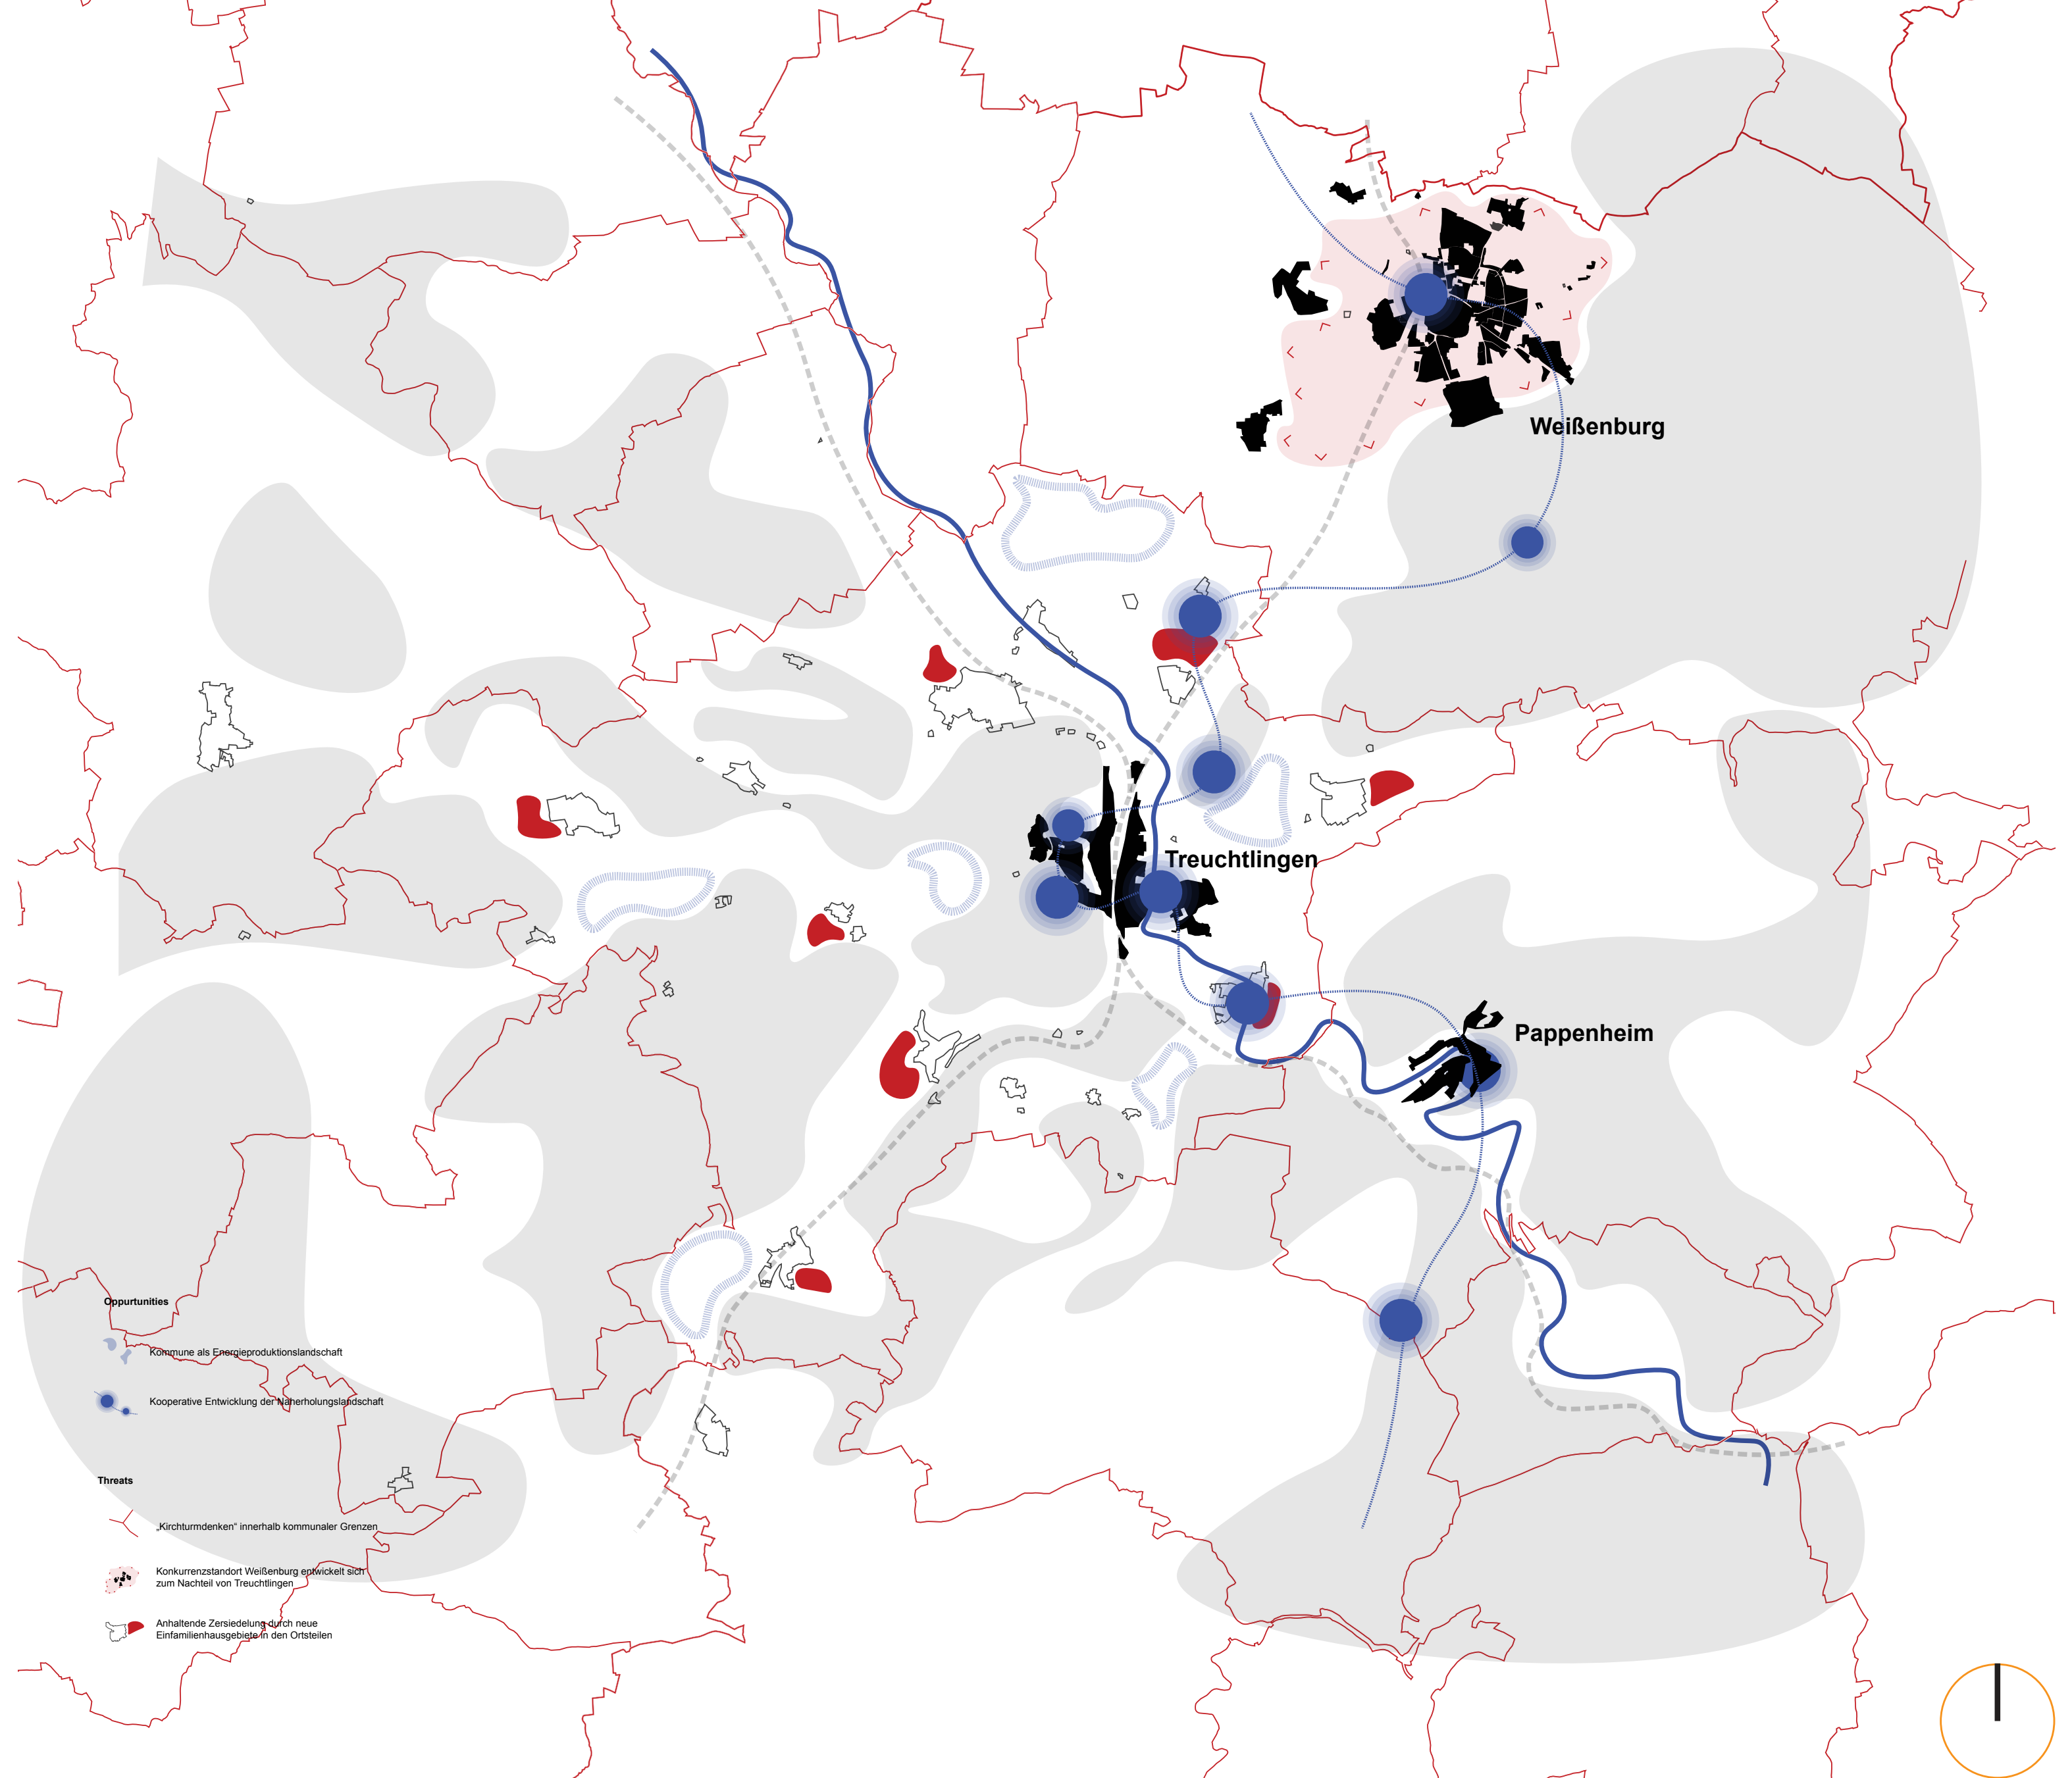 Weißenburg
Treuchtlingen
Pappenheim
Oppurtunities
Kommune als Energieproduktionslandschaft
Kooperative Entwicklung der Naherholungslandschaft
Threats
„Kirchturmdenken“ innerhalb kommunaler Grenzen
Konkurrenzstandort Weißenburg entwickelt sich
zum Nachteil von Treuchtlingen
Anhaltende Zersiedelung durch neue
Einfamilienhausgebiete in den Ortsteilen